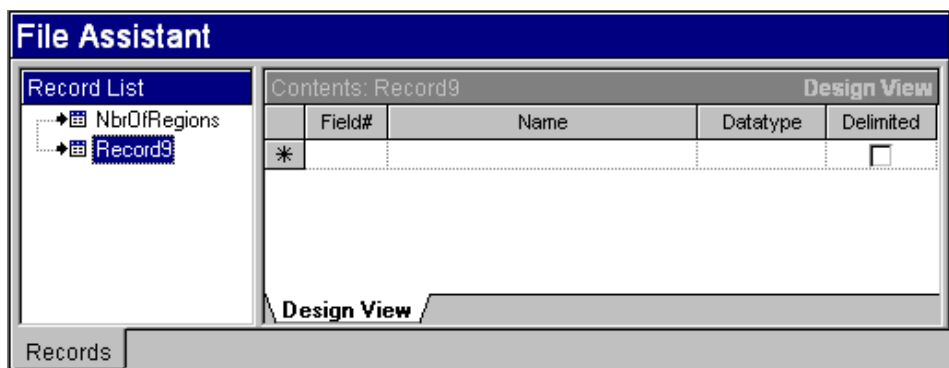 File Assistant
Record List
NbrOfRegions
Record9
Contents: Record9 Design View
Field# Name Datatype Delimited
Design View
Records